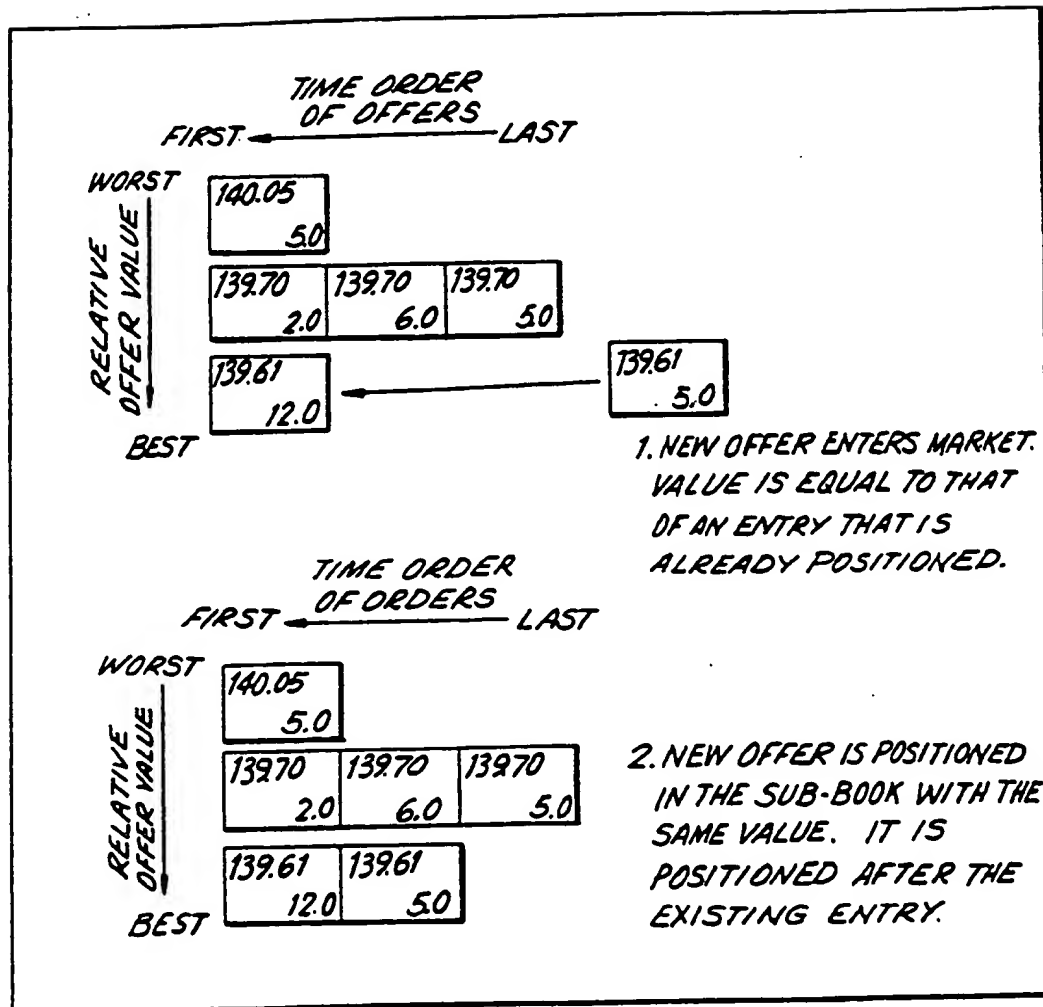 TIME ORDER
OF OFFERS
FIRST LAST
WORST
RELATIVE
OFFER VALUE
BEST
140.05
5.0
139.70 139.70 139.70
2.0 6.0 5.0
139.61 139.61
12.0 5.0
1. NEW OFFER ENTERS MARKET.
VALUE IS EQUAL TO THAT
OF AN ENTRY THAT IS
ALREADY POSITIONED.
TIME ORDER
OF ORDERS
FIRST LAST
WORST
RELATIVE
OFFER VALUE
BEST
140.05
5.0
139.70 139.70 139.70
2.0 6.0 5.0
139.61 139.61
12.0 5.0
2. NEW OFFER IS POSITIONED
IN THE SUB-BOOK WITH THE
SAME VALUE. IT IS
POSITIONED AFTER THE
EXISTING ENTRY.